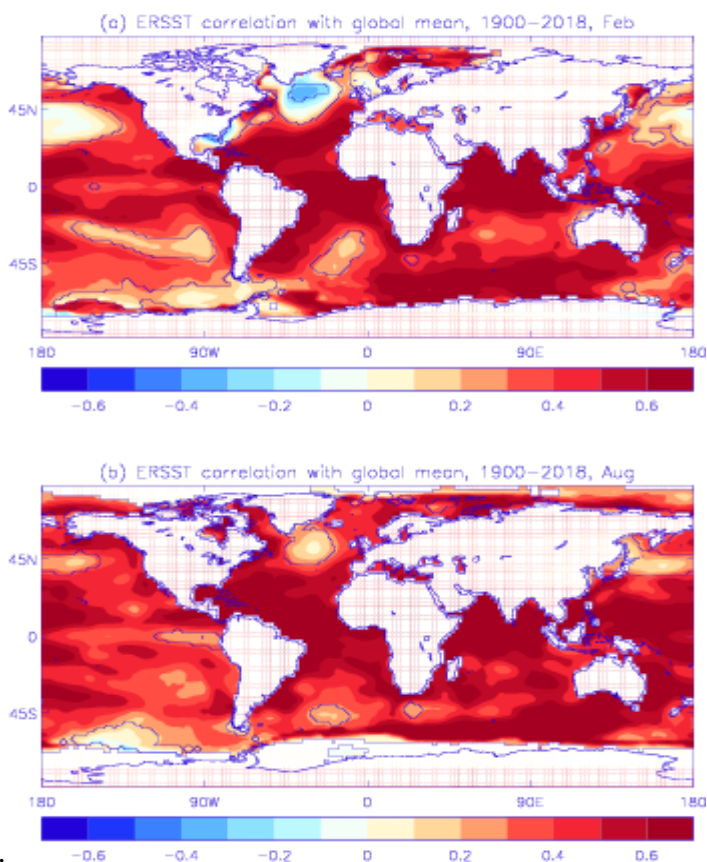 (a) ERSST correlation with global mean, 1900-2018, Feb
45N
0
45S
180 90W 0 90E 180
-0.6 -0.4 -0.2 0 0.2 0.4 0.6
(b) ERSST correlation with global mean, 1900-2018, Aug
45N
0
45S
180 90W 0 90E 180
-0.6 -0.4 -0.2 0 0.2 0.4 0.6
.